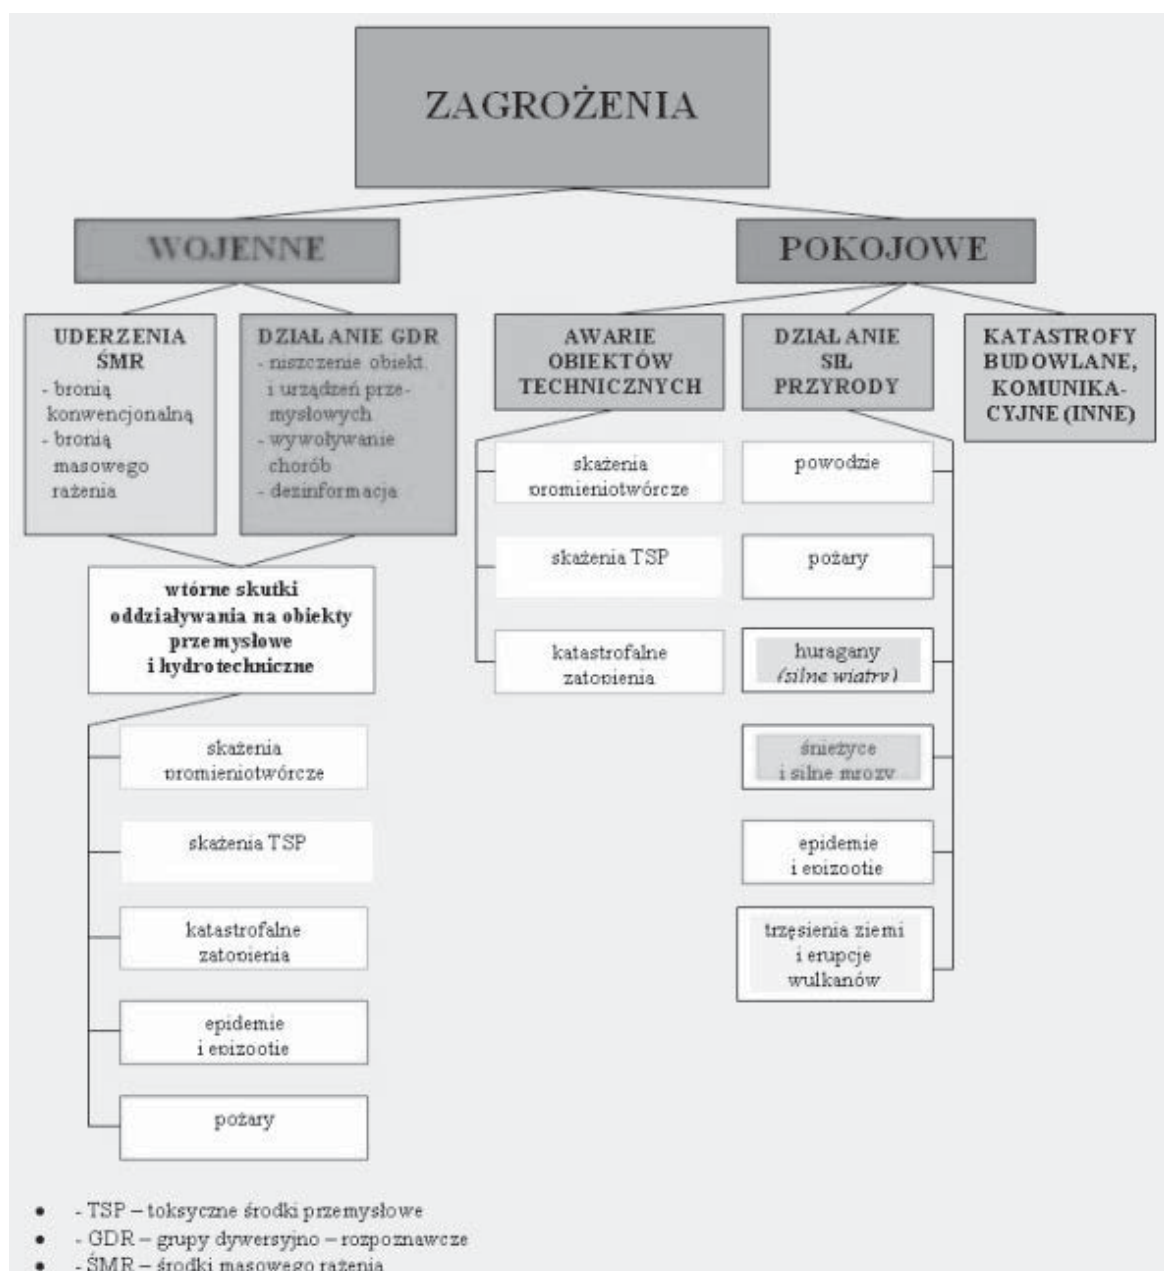 ZAGROŻENIA
WOJENNE
UDERZENIA
ŚMR
- bronią
konwencjonalną
- bronią
masowego
rażenia
DZIAŁANIE GDR
- niszczenie obiekt.
i urządzeń prze-
mysłowych
- wywoływanie
chorób
- dezinformacja
wtórne skutki
oddziaływania na obiekty
przemysłowe
i hydrotechniczne
skażenia
promieniotwórcze
skażenia TSP
katastrofalne
zatopienia
epidemie
i epizootie
pożary
POKOJOWE
AWARIE
OBIEKTÓW
TECHNICZNYCH
skażenia
promieniotwórcze
skażenia TSP
katastrofalne
zatopienia
DZIAŁANIE
SIŁ
PRZYRODY
powodzie
pożary
huragany
(silne wiatry)
śnieżyce
i silne mrozy
epidemie
i epizootie
trzęsienia ziemi
i erupcje
wulkanów
KATASTROFY
BUDOWLANE,
KOMUNIKA-
CYJNE (INNE)
• - TSP – toksyczne środki przemysłowe
• - GDR – grupy dywersyjno – rozpoznawcze
• - ŚMR – środki masowego rażenia